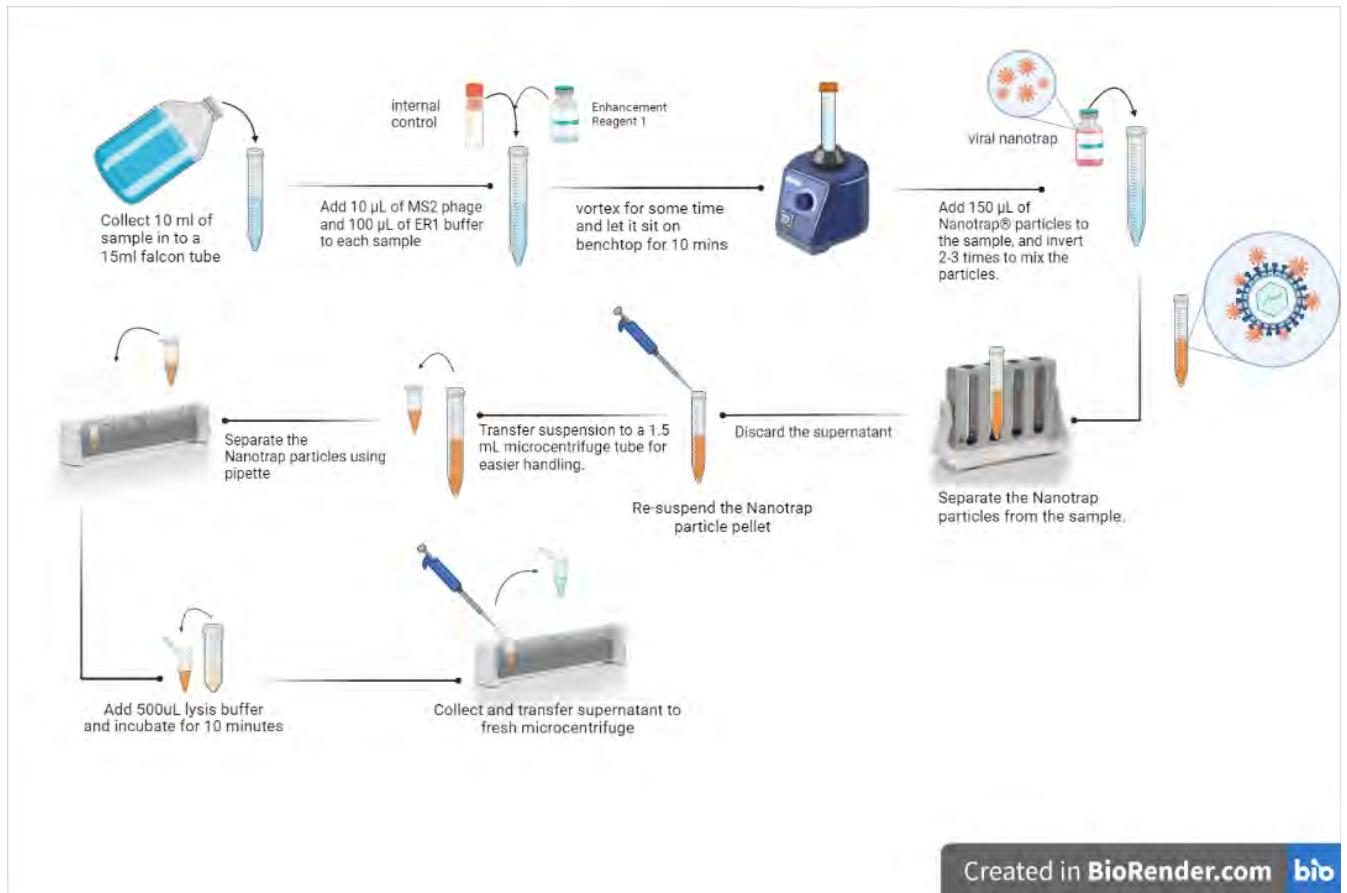 Collect 10 ml of
sample in to a
15ml falcon tube
internal
control
Enhancement
Reagent 1
Add 10 µL of MS2 phage
and 100 µL of ER1 buffer
to each sample
vortex for some time
and let it sit on
benchtop for 10 mins
viral nanotrap
Add 150 µL of
Nanotrap® particles to
the sample, and invert
2-3 times to mix the
particles.
Separate the Nanotrap
particles from the sample.
Discard the supernatant
Re-suspend the Nanotrap
particle pellet
Transfer suspension to a 1.5
mL microcentrifuge tube for
easier handling.
Separate the
Nanotrap particles using
pipette
Add 500uL lysis buffer
and incubate for 10 minutes
Collect and transfer supernatant to
fresh microcentrifuge
Created in BioRender.com bio